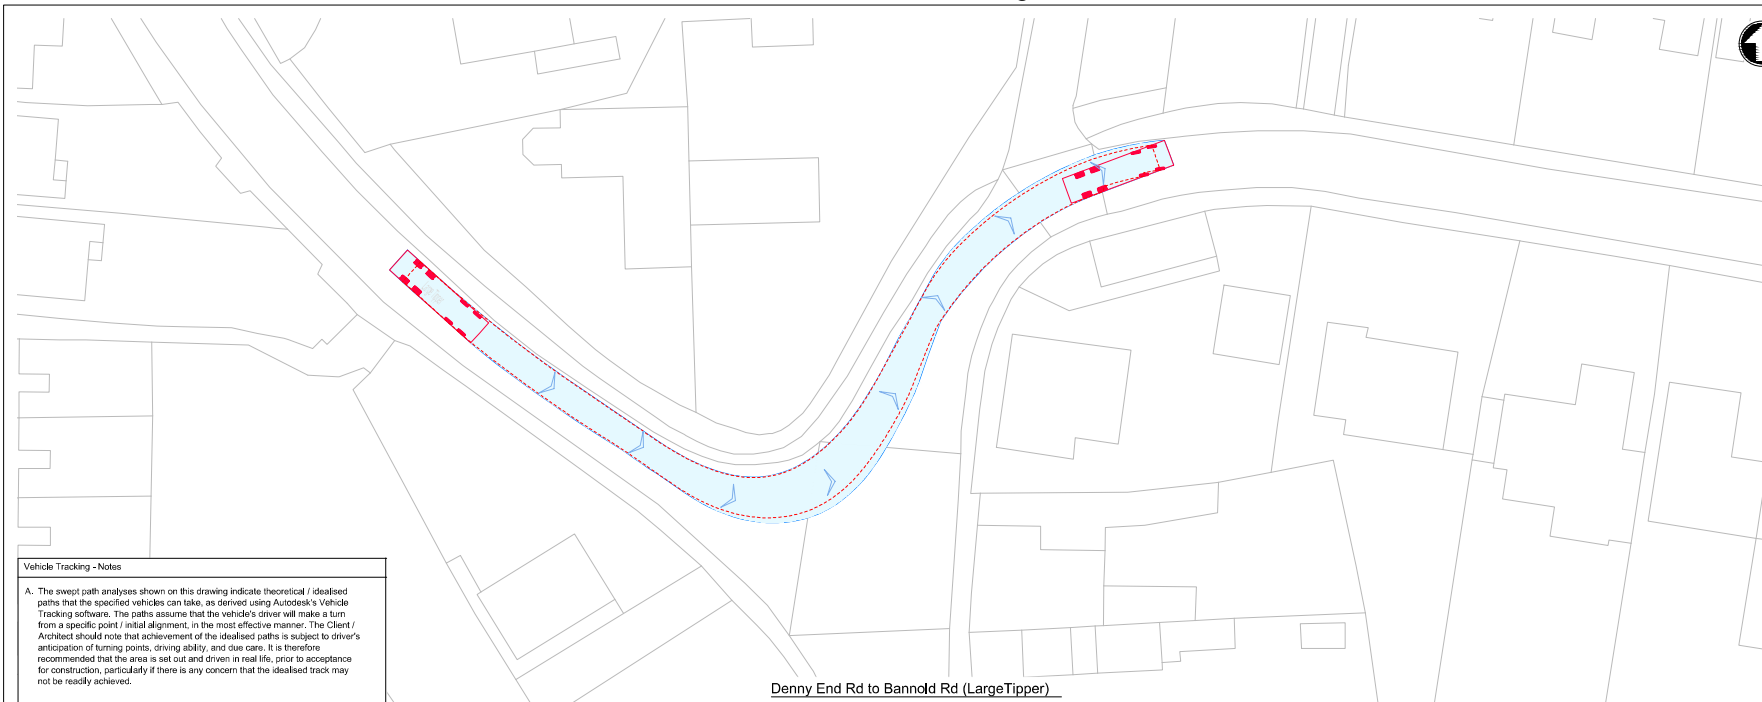 Vehicle Tracking - Notes
A. The swept path analyses shown on this drawing indicate theoretical / idealised
paths that the specified vehicles can take, as derived using Autodesk's Vehicle
Tracking software. The paths assume that the vehicle's driver will make a turn
from a specific point / initial alignment, in the most effective manner. The Client /
Architect should note that achievement of the idealised paths is subject to driver's
anticipation of turning points, driving ability, and due care. It is therefore
recommended that the area is set out and driven in real life, prior to acceptance
for construction, particularly if there is any concern that the idealised track may
not be readily achieved.
Denny End Rd to Bannold Rd (LargeTipper)